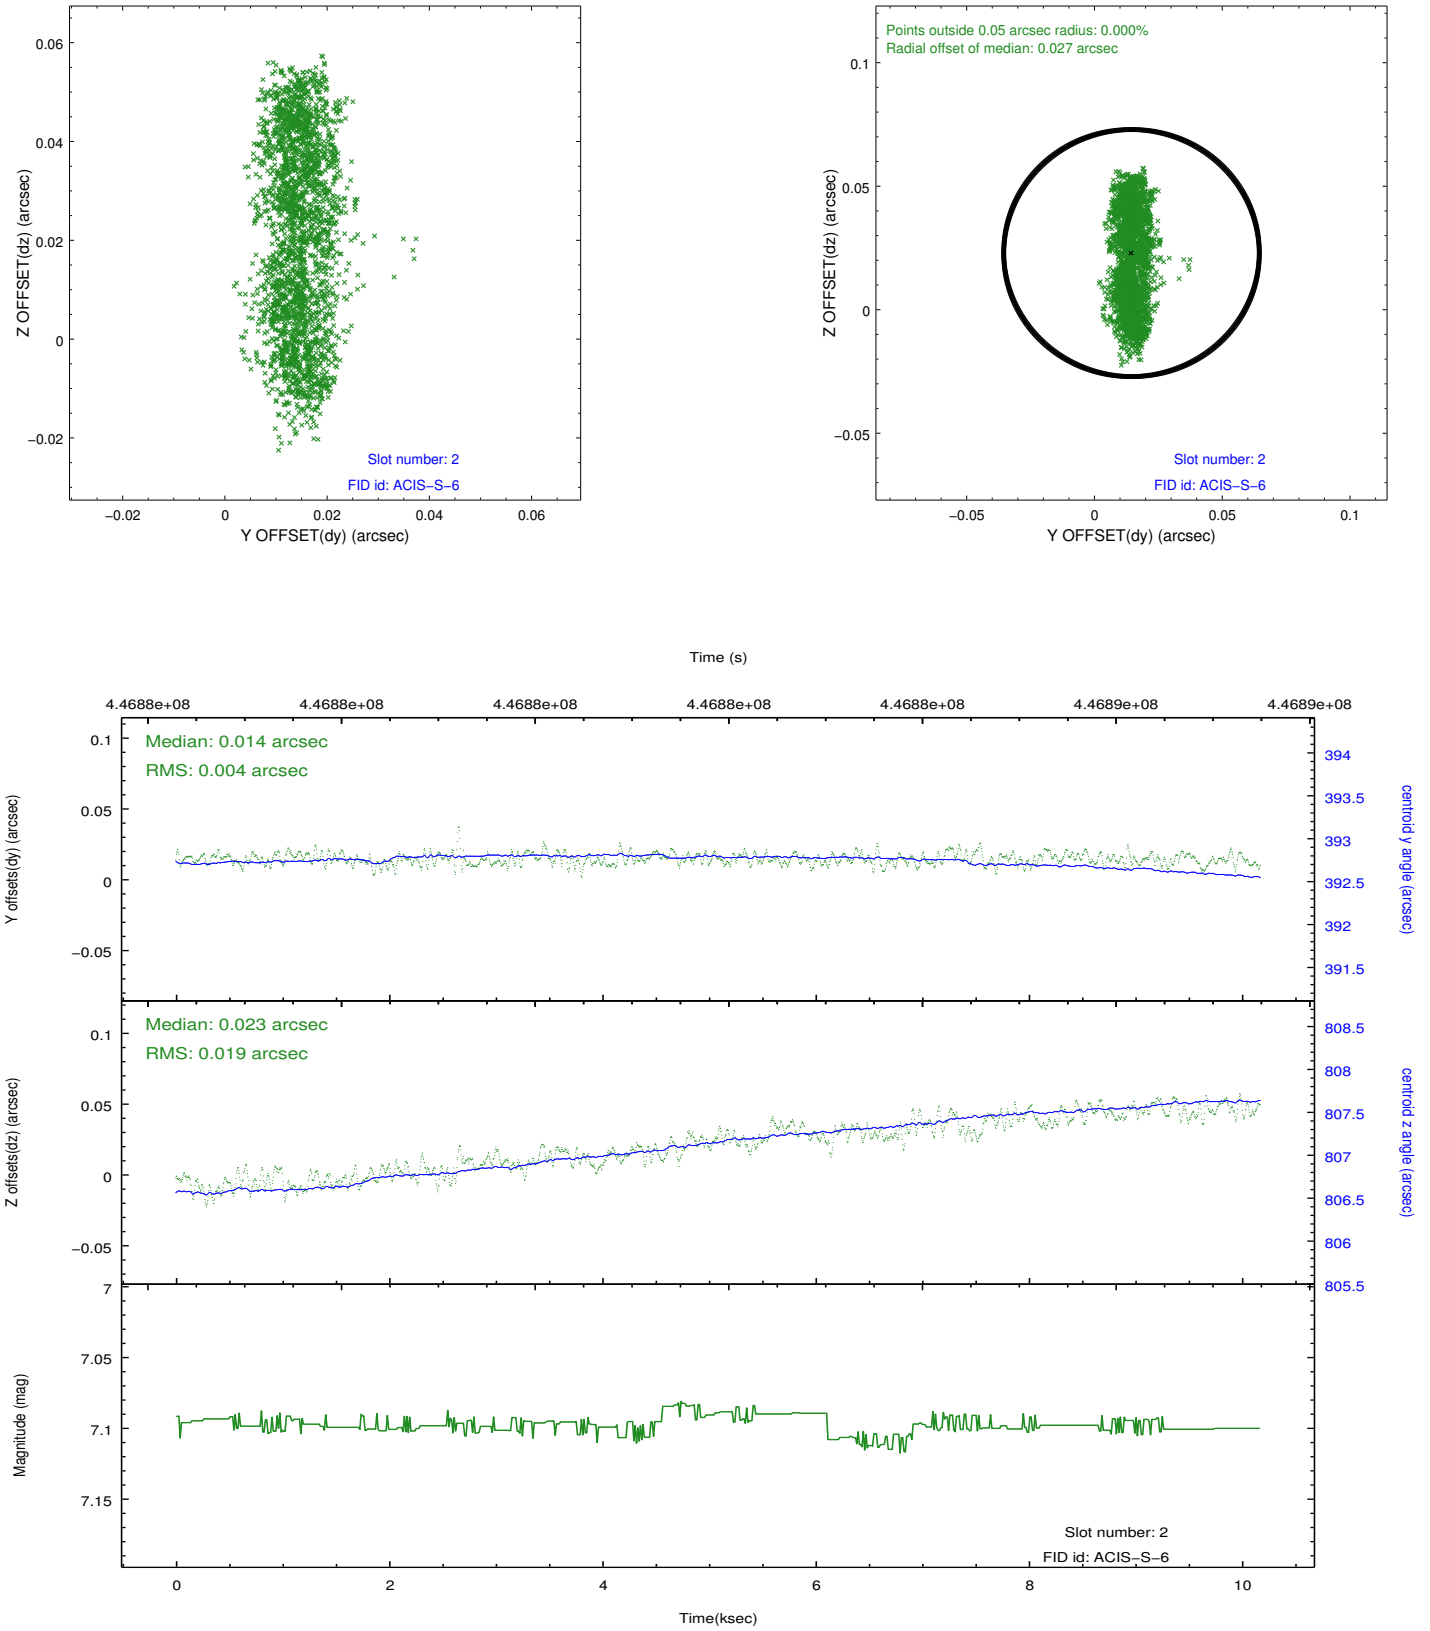 0.06
0.04
0.02
0
−0.02
Z OFFSET(dz) (arcsec)
−0.02
0
0.02
0.04
0.06
Y OFFSET(dy) (arcsec)
Slot number: 2
FID id: ACIS−S−6
Points outside 0.05 arcsec radius: 0.000%
Radial offset of median: 0.027 arcsec
0.1
0.05
0
−0.05
Z OFFSET(dz) (arcsec)
−0.05
0
0.05
0.1
Y OFFSET(dy) (arcsec)
Slot number: 2
FID id: ACIS−S−6
Time (s)
4.4688e+08
4.4688e+08
4.4688e+08
4.4688e+08
4.4688e+08
4.4689e+08
4.4689e+08
Median: 0.014 arcsec
RMS: 0.004 arcsec
0.1
0.05
0
−0.05
Y offsets(dy) (arcsec)
394
393.5
393
392.5
392
391.5
centroid y angle (arcsec)
Median: 0.023 arcsec
RMS: 0.019 arcsec
0.1
0.05
0
−0.05
Z offsets(dz) (arcsec)
808.5
808
807.5
807
806.5
806
805.5
centroid z angle (arcsec)
7
7.05
7.1
7.15
Magnitude (mag)
Slot number: 2
FID id: ACIS−S−6
0
2
4
6
8
10
Time(ksec)